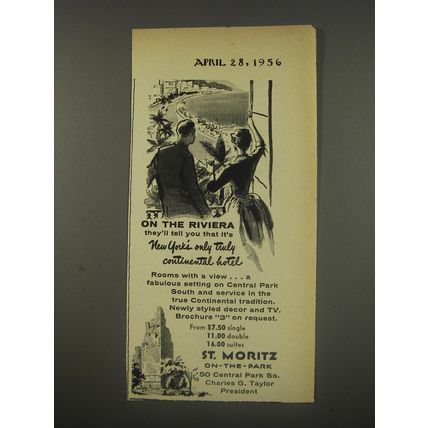 APRIL 28, 1956
ON THE RIVIERA
they'll tell you that it's
New York's only truly
continental hotel
Rooms with a view . . . a
fabulous setting on Central Park
South and service in the
true Continental tradition.
Newly styled decor and TV.
Brochure "3" on request.
From $7.50 single
11.00 double
16.00 suites
ST. MORITZ
ON-THE-PARK
50 Central Park So.
Charles G. Taylor
President